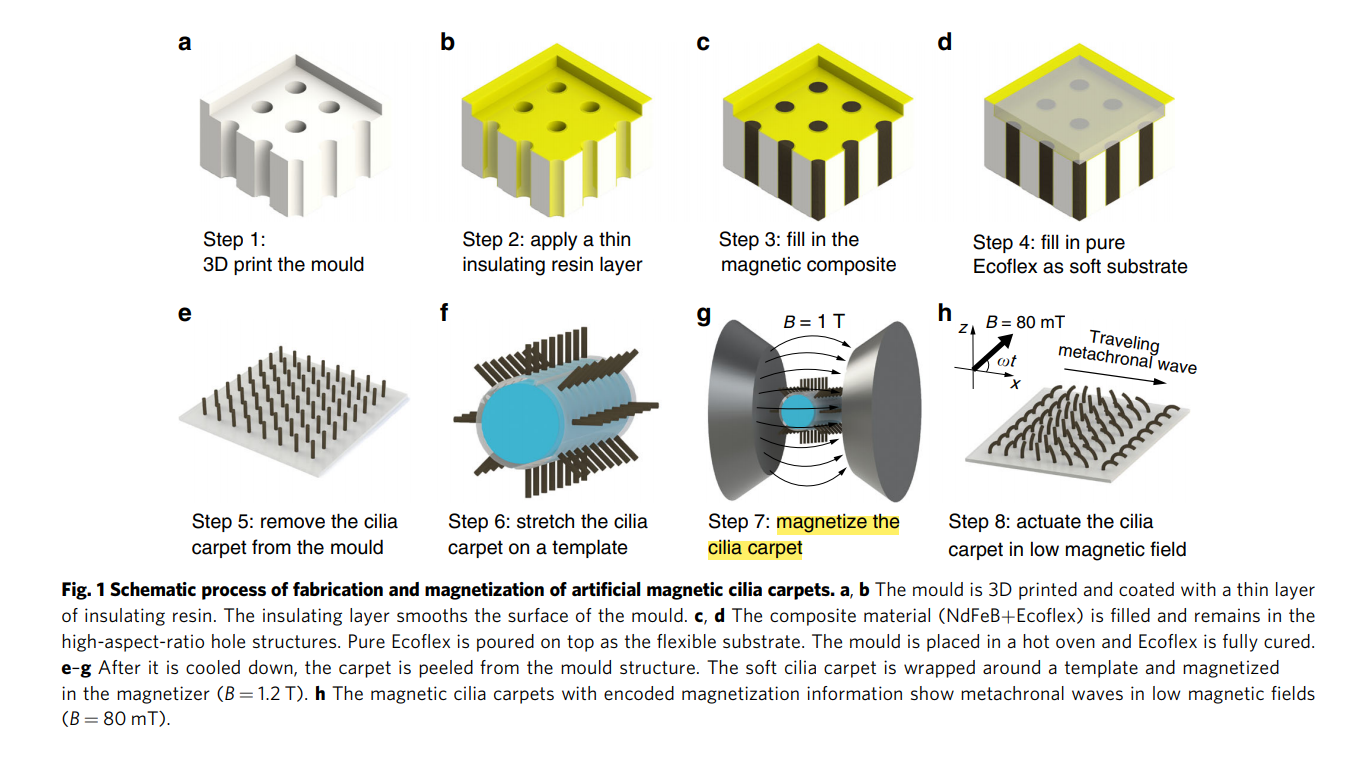 a
b
c
d
Step 1:
3D print the mould
Step 2: apply a thin
insulating resin layer
Step 3: fill in the
magnetic composite
Step 4: fill in pure
Ecoflex as soft substrate
e
f
g
B = 1 T
h
z
B = 80 mT
ωt
x
Traveling
metachronal wave
Step 5: remove the cilia
carpet from the mould
Step 6: stretch the cilia
carpet on a template
Step 7: magnetize the
cilia carpet
Step 8: actuate the cilia
carpet in low magnetic field
Fig. 1 Schematic process of fabrication and magnetization of artificial magnetic cilia carpets. a, b The mould is 3D printed and coated with a thin layer
of insulating resin. The insulating layer smooths the surface of the mould. c, d The composite material (NdFeB+Ecoflex) is filled and remains in the
high-aspect-ratio hole structures. Pure Ecoflex is poured on top as the flexible substrate. The mould is placed in a hot oven and Ecoflex is fully cured.
e–g After it is cooled down, the carpet is peeled from the mould structure. The soft cilia carpet is wrapped around a template and magnetized
in the magnetizer (B = 1.2 T). h The magnetic cilia carpets with encoded magnetization information show metachronal waves in low magnetic fields
(B = 80 mT).